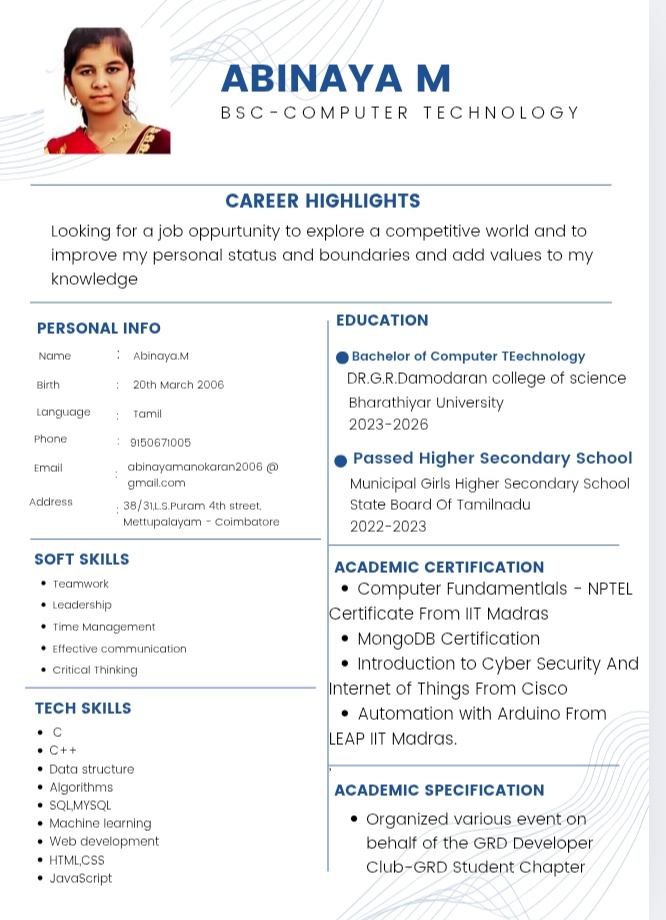 ABINAYA M
BSC-COMPUTER TECHNOLOGY
CAREER HIGHLIGHTS
Looking for a job oppurtunity to explore a competitive world and to
improve my personal status and boundaries and add values to my
knowledge
PERSONAL INFO
Name : Abinaya.M
Birth : 20th March 2006
Language : Tamil
Phone : 9150671005
Email : abinayamanokaran2006 @
gmail.com
Address : 38/31,L.S.Puram 4th street,
Mettupalayam - Coimbatore
SOFT SKILLS
• Teamwork
• Leadership
• Time Management
• Effective communication
• Critical Thinking
TECH SKILLS
• C
• C++
• Data structure
• Algorithms
• SQL,MYSQL
• Machine learning
• Web development
• HTML,CSS
• JavaScript
EDUCATION
● Bachelor of Computer TEechnology
DR.G.R.Damodaran college of science
Bharathiyar University
2023-2026
● Passed Higher Secondary School
Municipal Girls Higher Secondary School
State Board Of Tamilnadu
2022-2023
ACADEMIC CERTIFICATION
• Computer Fundamentlals - NPTEL
Certificate From IIT Madras
• MongoDB Certification
• Introduction to Cyber Security And
Internet of Things From Cisco
• Automation with Arduino From
LEAP IIT Madras.
.
ACADEMIC SPECIFICATION
• Organized various event on
behalf of the GRD Developer
Club-GRD Student Chapter